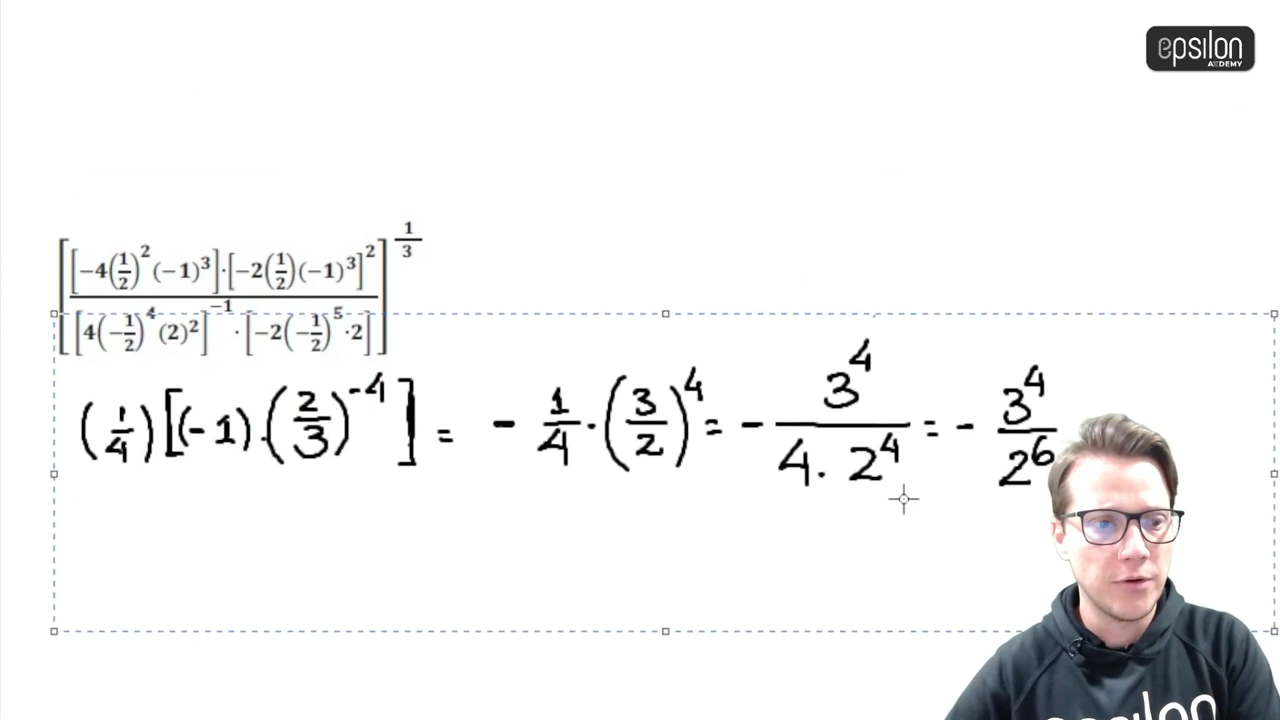 epsilon
AXDEMY
[[-4(1/2)^2(-1)^3]·[-2(1/2)(-1)^3]^2 / [4(-1/2)^4(2)^2]^-1·[-2(-1/2)^5·2]]^1/3
(1/4)[(-1).(2/3)^-4] = - 1/4·(3/2)^4 = - 3^4/4.2^4 = - 3^4/2^6